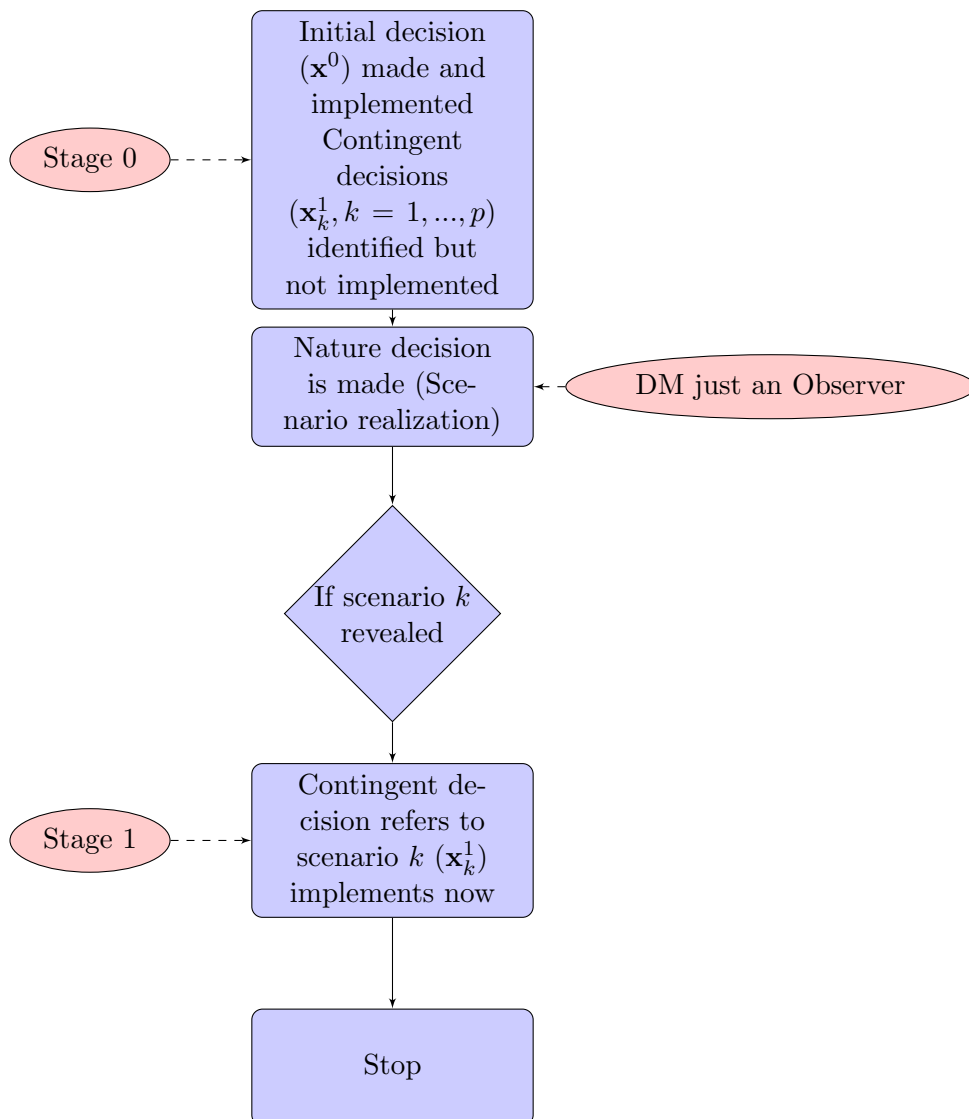 Initial decision
(𝐱⁰) made and
implemented
Contingent
decisions
(𝐱¹ₖ, k = 1, ..., p)
identified but
not implemented
Stage 0
Nature decision
is made (Sce-
nario realization)
DM just an Observer
If scenario k
revealed
Contingent de-
cision refers to
scenario k (𝐱¹ₖ)
implements now
Stage 1
Stop